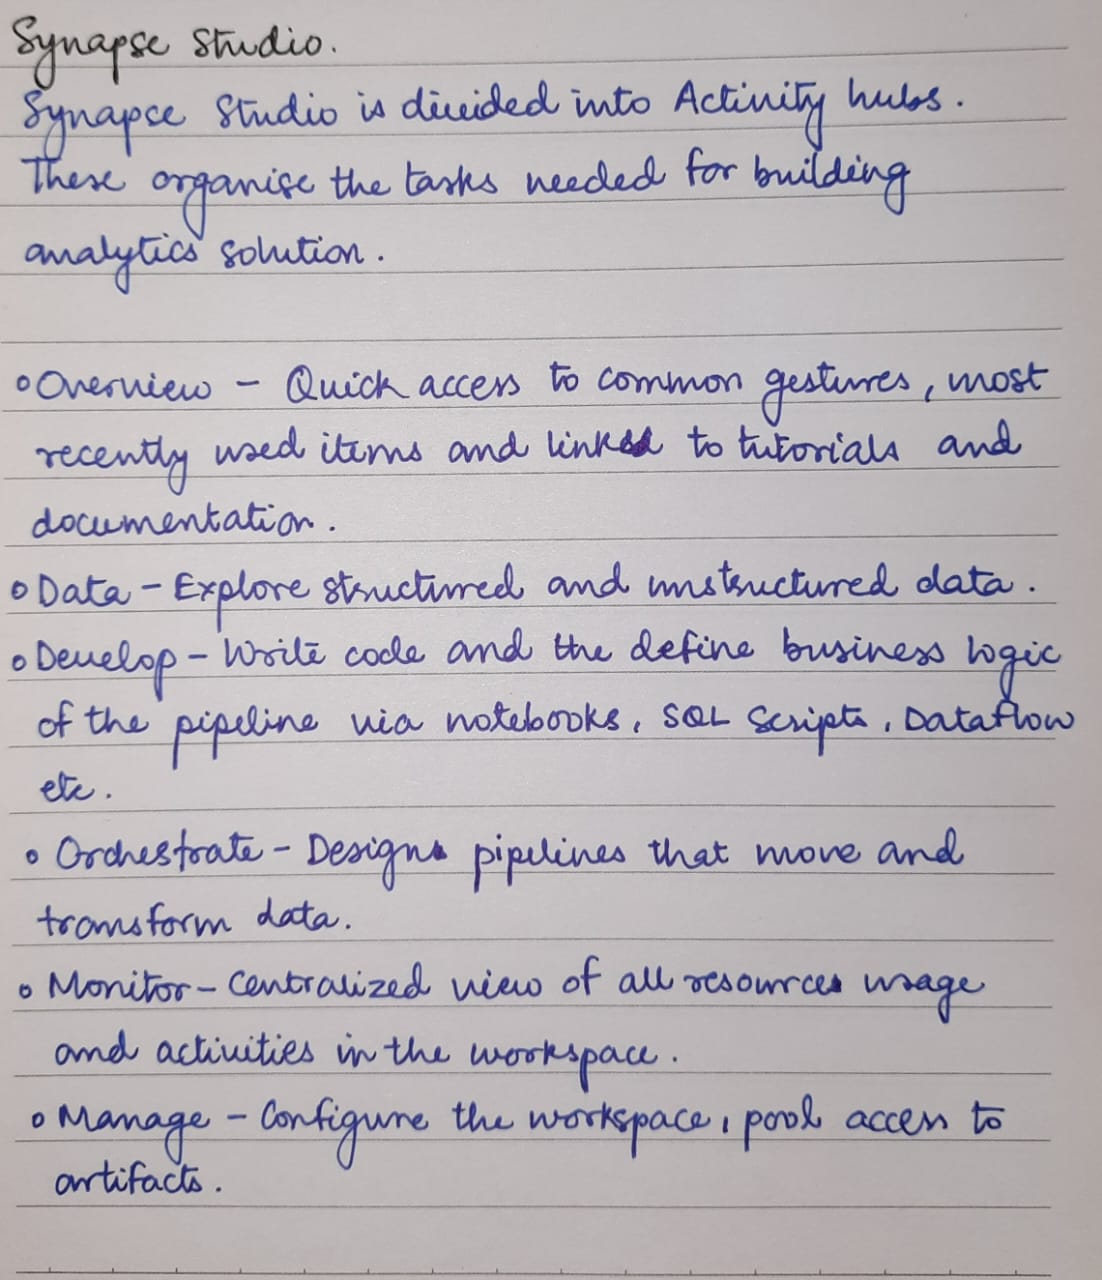 Synapse Studio.
Synapse Studio is divided into Activity hubs.
These organise the tasks needed for building
analytics solution.
o Overview - Quick access to common gestures, most
recently used items and linked to tutorials and
documentation.
o Data - Explore structured and unstructured data.
o Develop - Write code and the define business logic
of the pipeline via notebooks, SQL Scripts, Dataflow
etc.
o Orchestrate - Designs pipelines that move and
transform data.
o Monitor - Centralized view of all resources usage
and activities in the workspace.
o Manage - Configure the workspace, pool access to
artifacts.